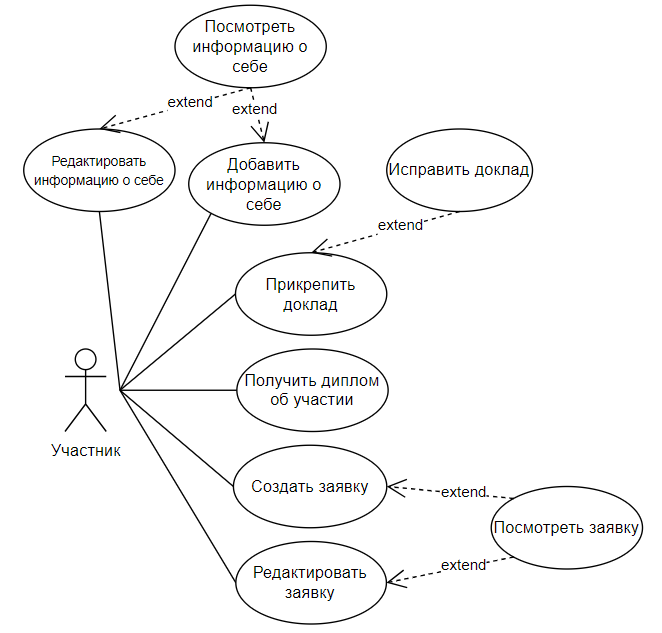 Посмотреть
информацию о
себе
extend
extend
Редактировать
информацию о себе
Добавить
информацию о
себе
Исправить доклад
extend
Прикрепить
доклад
Получить диплом
об участии
Участник
Создать заявку
extend
Посмотреть заявку
extend
Редактировать
заявку